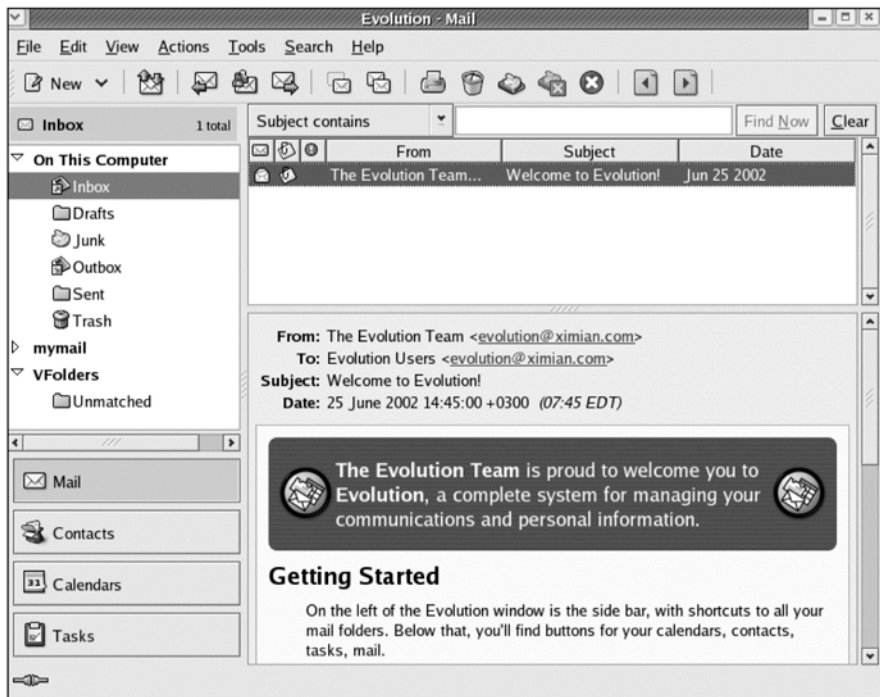 Evolution - Mail
File Edit View Actions Tools Search Help
New
Inbox 1 total
Subject contains Find Now Clear
From Subject Date
The Evolution Team... Welcome to Evolution! Jun 25 2002
On This Computer
Inbox
Drafts
Junk
Outbox
Sent
Trash
mymail
VFolders
Unmatched
Mail
Contacts
31 Calendars
Tasks
From: The Evolution Team <evolution@ximian.com>
To: Evolution Users <evolution@ximian.com>
Subject: Welcome to Evolution!
Date: 25 June 2002 14:45:00 +0300 (07:45 EDT)
The Evolution Team is proud to welcome you to
Evolution, a complete system for managing your
communications and personal information.
Getting Started
On the left of the Evolution window is the side bar, with shortcuts to all your
mail folders. Below that, you'll find buttons for your calendars, contacts,
tasks, mail.